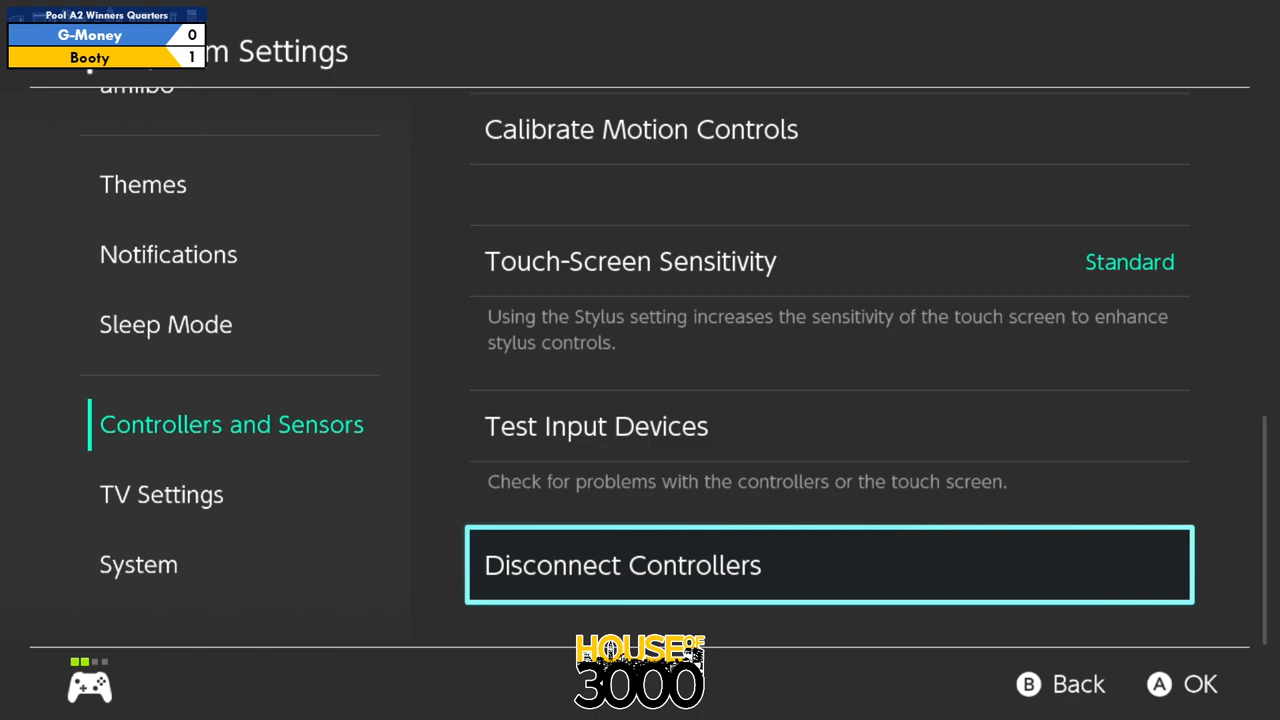 Pool A2 Winners Quarters
G-Money 0
Booty 1
m Settings
amiibo
Themes
Notifications
Sleep Mode
Controllers and Sensors
TV Settings
System
Calibrate Motion Controls
Touch-Screen Sensitivity Standard
Using the Stylus setting increases the sensitivity of the touch screen to enhance
stylus controls.
Test Input Devices
Check for problems with the controllers or the touch screen.
Disconnect Controllers
HOUSE OF
3000
B Back A OK